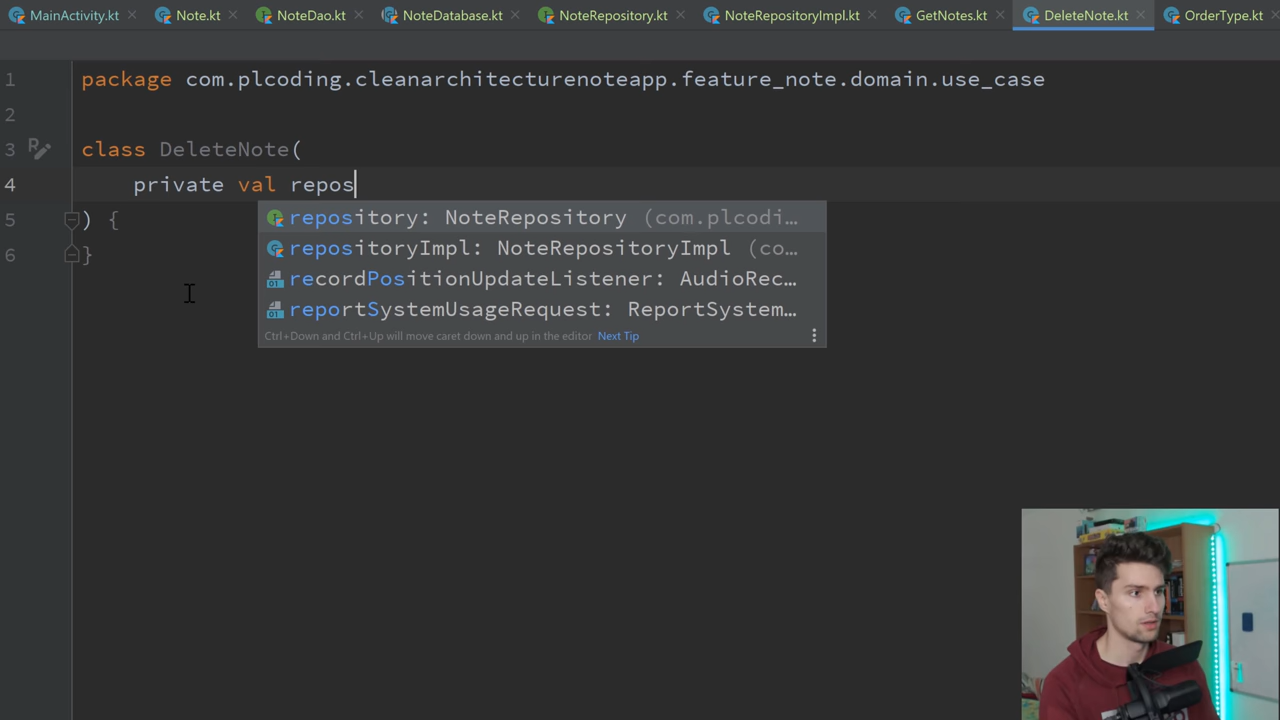 MainActivity.kt Note.kt NoteDao.kt NoteDatabase.kt NoteRepository.kt NoteRepositoryImpl.kt GetNotes.kt DeleteNote.kt OrderType.kt
1 package com.plcoding.cleanarchitecturenoteapp.feature_note.domain.use_case
2
3 class DeleteNote(
4 private val repos
repository: NoteRepository (com.plcodi…
5 ) {
repositoryImpl: NoteRepositoryImpl (co…
6 }
recordPositionUpdateListener: AudioRec…
reportSystemUsageRequest: ReportSystem…
Ctrl+Down and Ctrl+Up will move caret down and up in the editor Next Tip